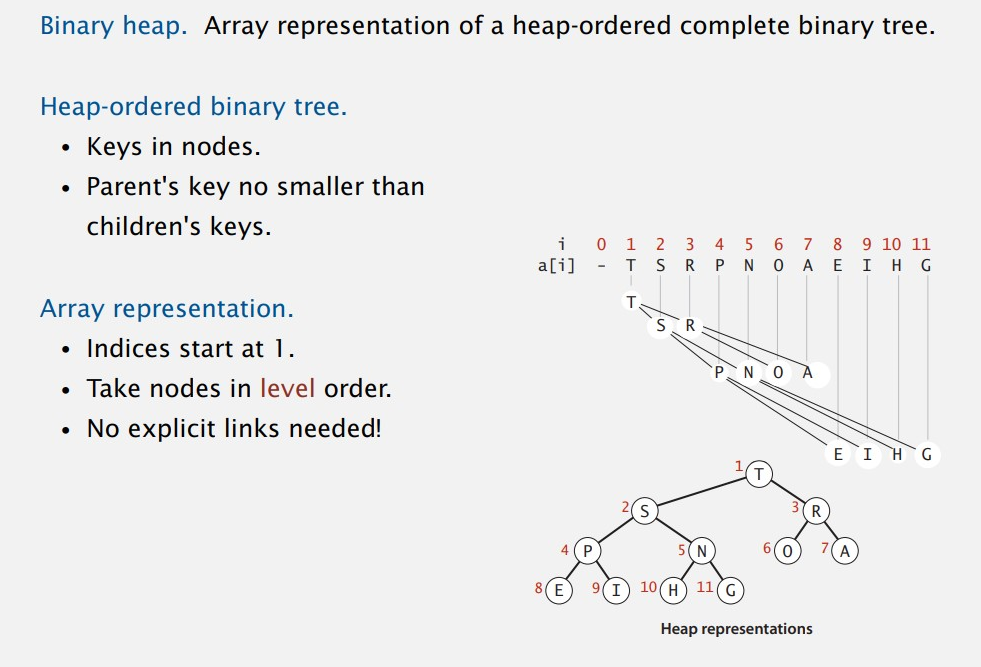 Binary heap. Array representation of a heap-ordered complete binary tree.
Heap-ordered binary tree.
• Keys in nodes.
• Parent's key no smaller than
children's keys.
Array representation.
• Indices start at 1.
• Take nodes in level order.
• No explicit links needed!
i 0 1 2 3 4 5 6 7 8 9 10 11
a[i] - T S R P N O A E I H G
T
S R
P N O A
E I H G
1 T
2 S 3 R
4 P 5 N 6 O 7 A
8 E 9 I 10 H 11 G
Heap representations